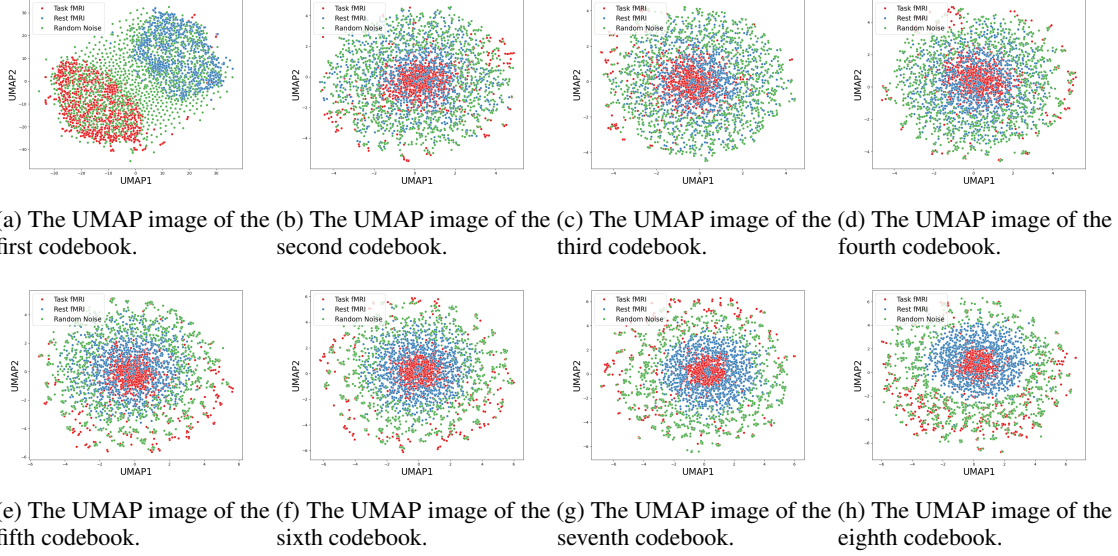 Task fMRI
Rest fMRI
Random Noise
UMAP2
UMAP1
Task fMRI
Rest fMRI
Random Noise
UMAP2
UMAP1
Task fMRI
Rest fMRI
Random Noise
UMAP2
UMAP1
Task fMRI
Rest fMRI
Random Noise
UMAP2
UMAP1
(a) The UMAP image of the
first codebook.
(b) The UMAP image of the
second codebook.
(c) The UMAP image of the
third codebook.
(d) The UMAP image of the
fourth codebook.
Task fMRI
Rest fMRI
Random Noise
UMAP2
UMAP1
Task fMRI
Rest fMRI
Random Noise
UMAP2
UMAP1
Task fMRI
Rest fMRI
Random Noise
UMAP2
UMAP1
Task fMRI
Rest fMRI
Random Noise
UMAP2
UMAP1
(e) The UMAP image of the
fifth codebook.
(f) The UMAP image of the
sixth codebook.
(g) The UMAP image of the
seventh codebook.
(h) The UMAP image of the
eighth codebook.